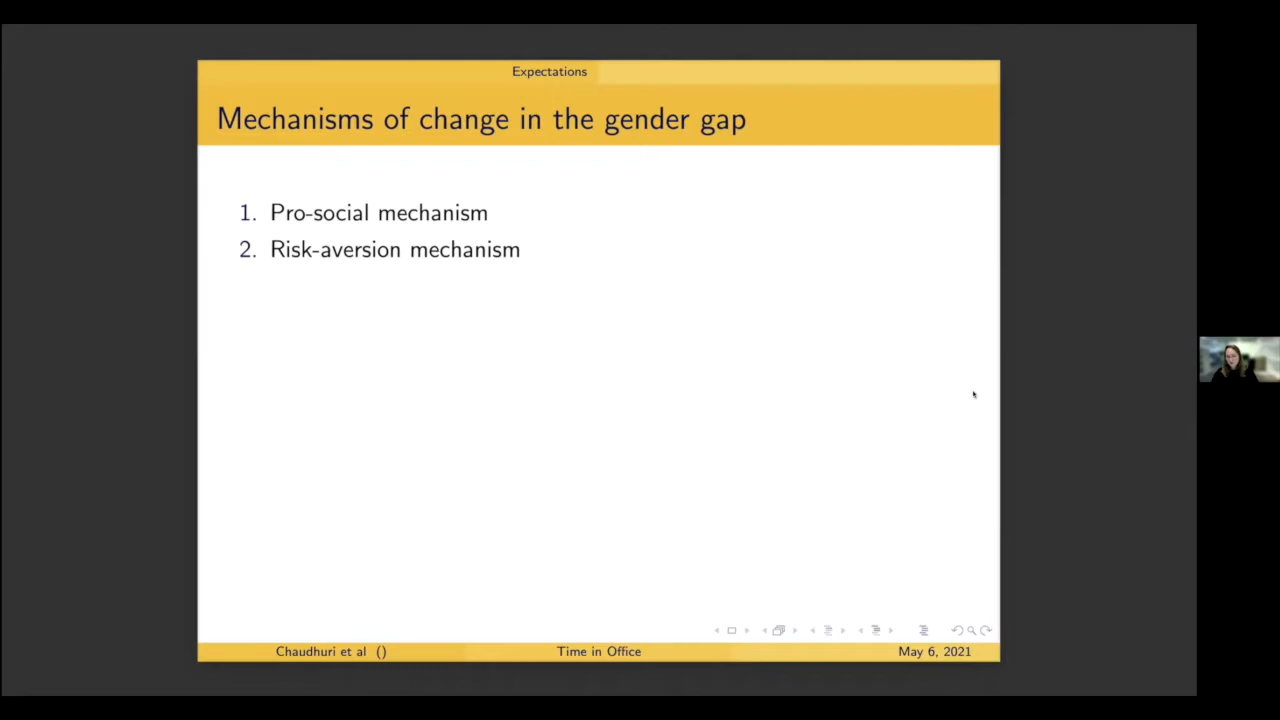 Expectations
Mechanisms of change in the gender gap
1. Pro-social mechanism
2. Risk-aversion mechanism
Chaudhuri et al () Time in Office May 6, 2021